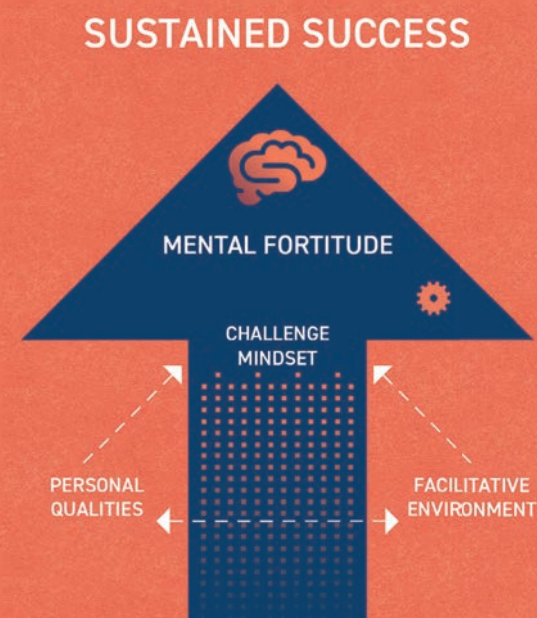 SUSTAINED SUCCESS
MENTAL FORTITUDE
CHALLENGE
MINDSET
PERSONAL
QUALITIES
FACILITATIVE
ENVIRONMENT